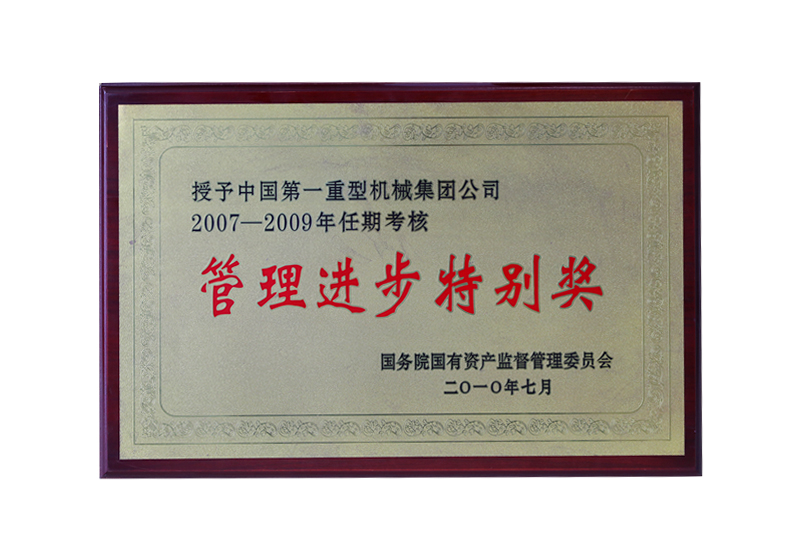 授予中国第一重型机械集团公司
2007—2009年任期考核
管理进步特别奖
国务院国有资产监督管理委员会
二〇一〇年七月